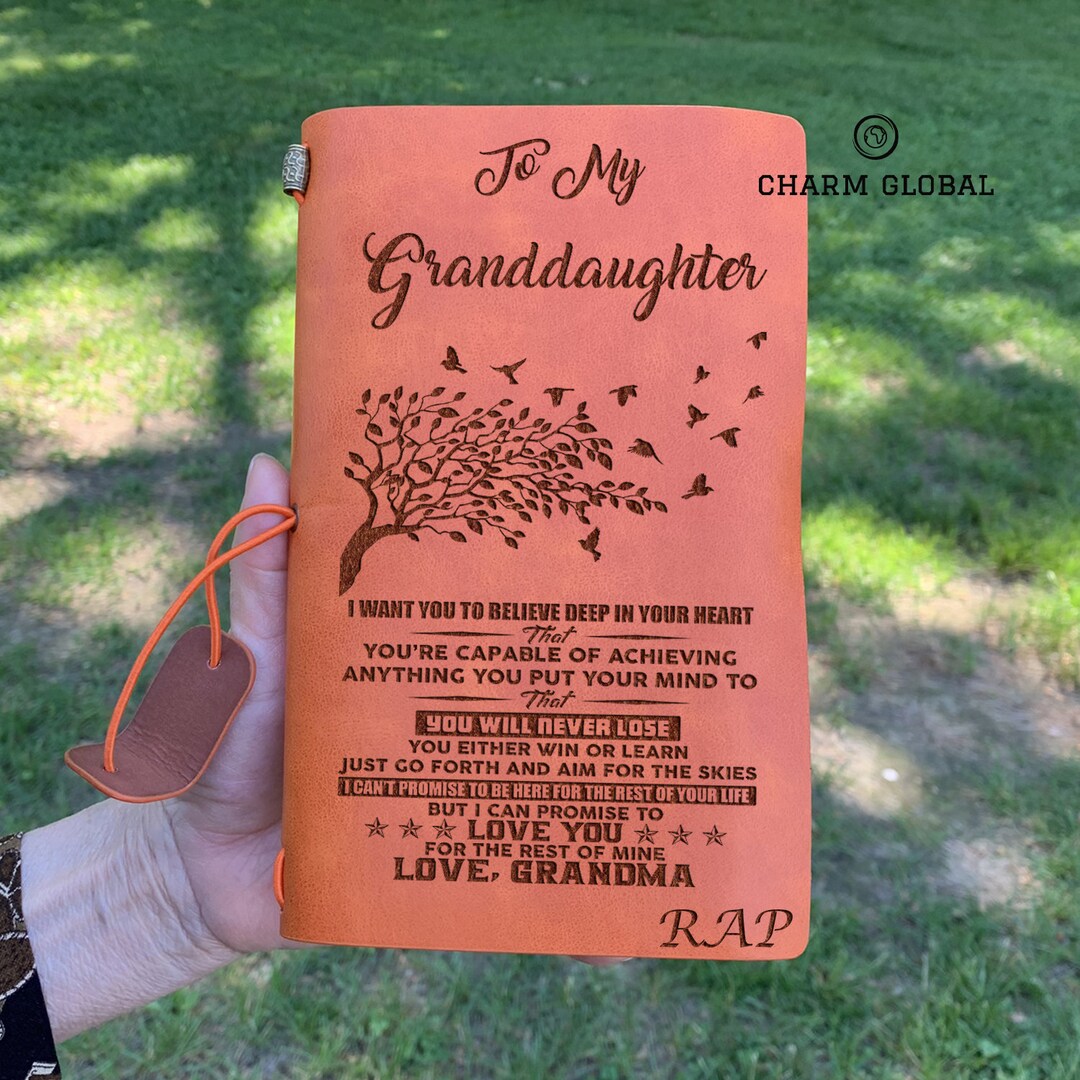 To My
CHARM GLOBAL
Granddaughter
I WANT YOU TO BELIEVE DEEP IN YOUR HEART
That
YOU'RE CAPABLE OF ACHIEVING
ANYTHING YOU PUT YOUR MIND TO
That
YOU WILL NEVER LOSE
YOU EITHER WIN OR LEARN
JUST GO FORTH AND AIM FOR THE SKIES
I CAN'T PROMISE TO BE HERE FOR THE REST OF YOUR LIFE
BUT I CAN PROMISE TO
LOVE YOU
FOR THE REST OF MINE
LOVE, GRANDMA
RAP